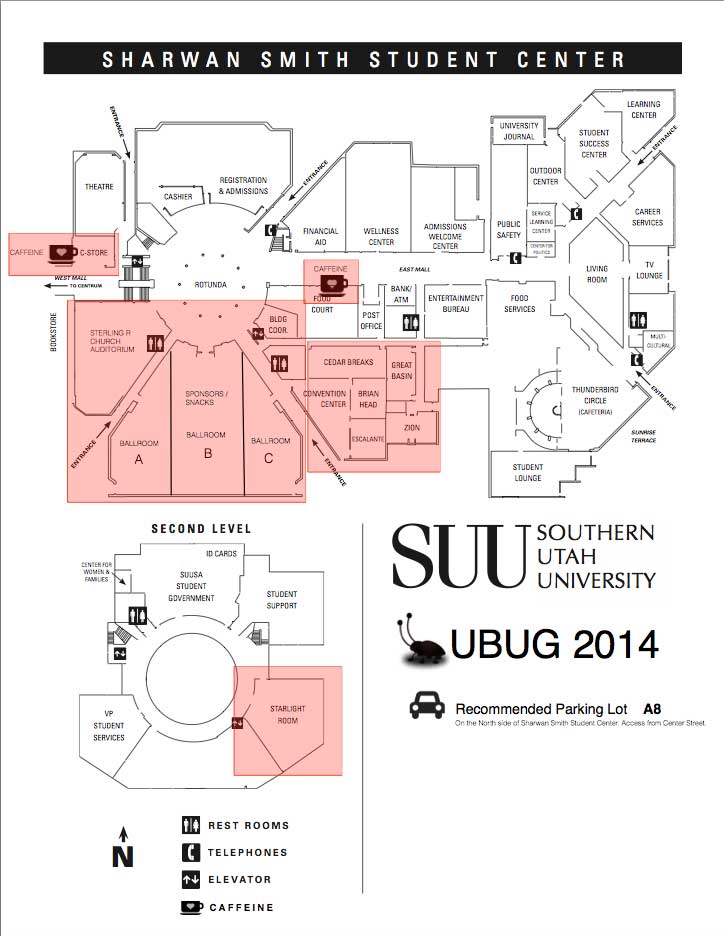 SHARWAN SMITH STUDENT CENTER
ENTRANCE
THEATRE
CASHIER
REGISTRATION
& ADMISSIONS
ENTRANCE
FINANCIAL
AID
WELLNESS
CENTER
ADMISSIONS
WELCOME
CENTER
UNIVERSITY
JOURNAL
OUTDOOR
CENTER
STUDENT
SUCCESS
CENTER
LEARNING
CENTER
ENTRANCE
PUBLIC
SAFETY
SERVICE
LEARNING
CENTER
CENTER FOR
POLITICS
CAREER
SERVICES
CAFFEINE
C-STORE
WEST MALL
TO CENTRUM
ROTUNDA
CAFFEINE
FOOD
COURT
EAST MALL
BANK/
ATM
POST
OFFICE
ENTERTAINMENT
BUREAU
FOOD
SERVICES
LIVING
ROOM
TV
LOUNGE
MULTI-
CULTURAL
BOOKSTORE
STERLING R
CHURCH
AUDITORIUM
BLDG
COOR.
SPONSORS /
SNACKS
BALLROOM
A
BALLROOM
B
BALLROOM
C
ENTRANCE
CEDAR BREAKS
GREAT
BASIN
CONVENTION
CENTER
BRIAN
HEAD
ESCALANTE
ZION
ENTRANCE
THUNDERBIRD
CIRCLE
(CAFETERIA)
ENTRANCE
SUNRISE
TERRACE
STUDENT
LOUNGE
SECOND LEVEL
ID CARDS
CENTER FOR
WOMEN &
FAMILIES
SUUSA
STUDENT
GOVERNMENT
STUDENT
SUPPORT
VP
STUDENT
SERVICES
STARLIGHT
ROOM
N
REST ROOMS
TELEPHONES
ELEVATOR
CAFFEINE
SUU SOUTHERN
UTAH
UNIVERSITY
UBUG 2014
Recommended Parking Lot A8
On the North side of Sharwan Smith Student Center. Access from Center Street.